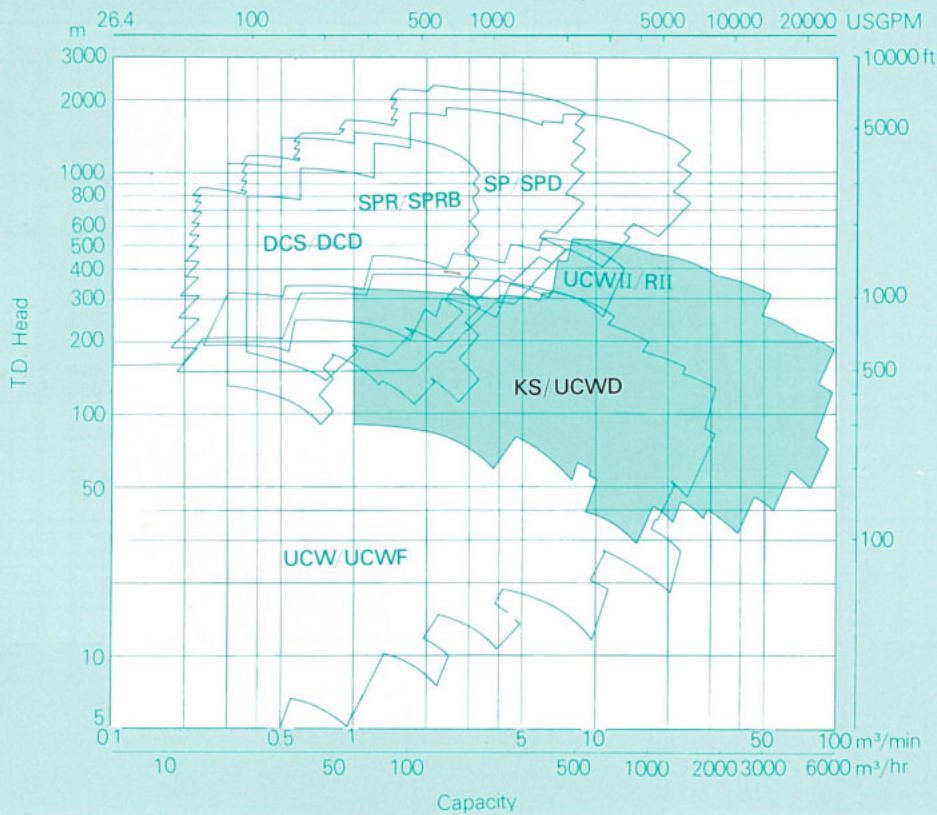 m 26.4 100 500 1000 5000 10000 20000 USGPM
3000 10000 ft
2000
5000
1000
800
SP/SPD
SPR/SPRB
600
DCS/DCD
500
400
UCWII/RII
300 1000
200
500
KS/UCWD
100
50
100
UCW/UCWF
10
5
T.D. Head
0.1 0.5 1 5 10 50 100 m³/min
10 50 100 500 1000 2000 3000 6000 m³/hr
Capacity